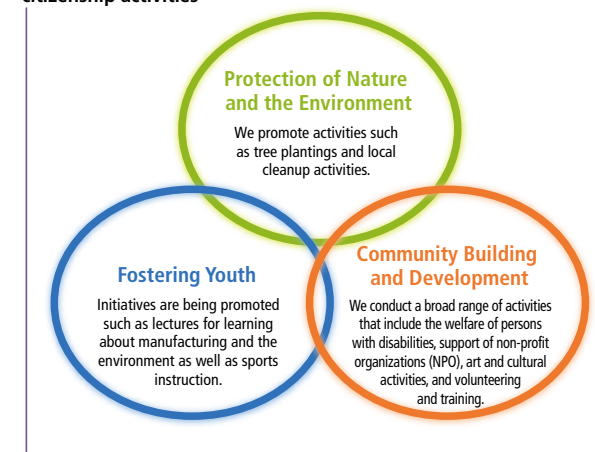 citizenship activities
Protection of Nature
and the Environment
We promote activities such
as tree plantings and local
cleanup activities.
Fostering Youth
Initiatives are being promoted
such as lectures for learning
about manufacturing and the
environment as well as sports
instruction.
Community Building
and Development
We conduct a broad range of activities
that include the welfare of persons
with disabilities, support of non-profit
organizations (NPO), art and cultural
activities, and volunteering
and training.